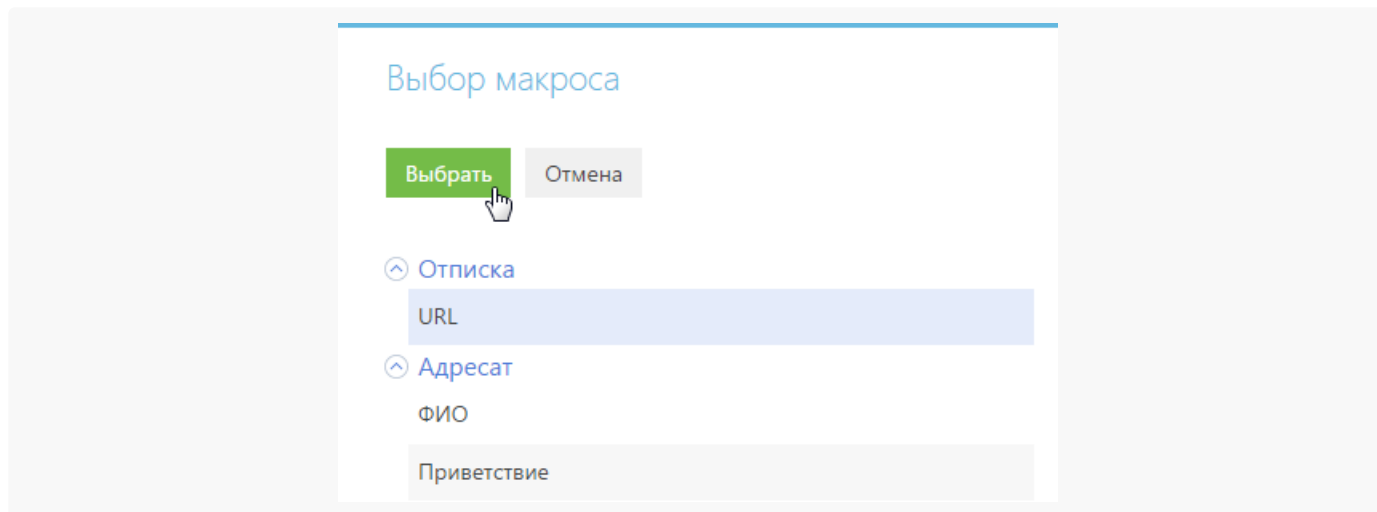 Выбор макроса
Выбрать Отмена
Отписка
URL
Адресат
ФИО
Приветствие